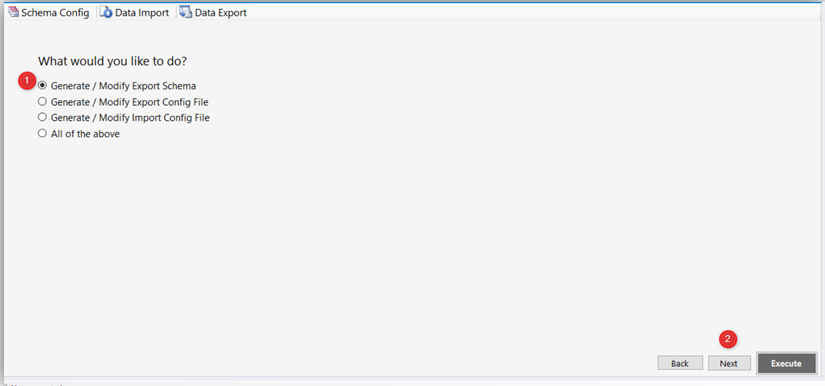 Schema Config Data Import Data Export
What would you like to do?
1
Generate / Modify Export Schema
Generate / Modify Export Config File
Generate / Modify Import Config File
All of the above
2
Back Next Execute